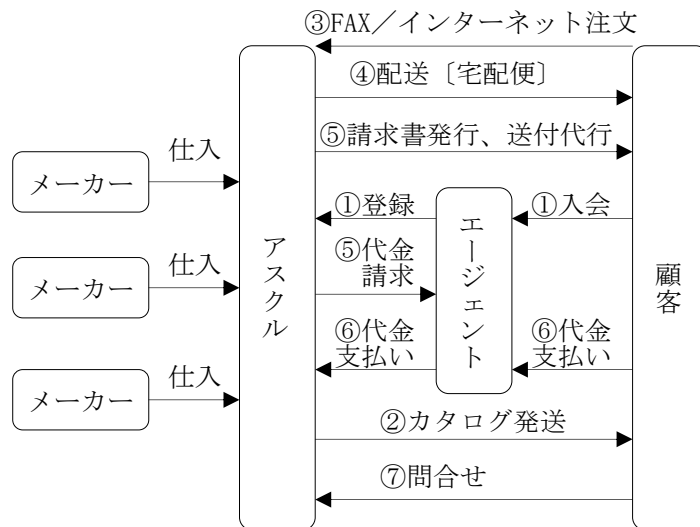 ③FAX／インターネット注文
④配送〔宅配便〕
⑤請求書発行、送付代行
仕入
メーカー
①登録
①入会
エージェント
アスクル
⑤代金
請求
仕入
メーカー
顧客
⑥代金
支払い
⑥代金
支払い
仕入
メーカー
②カタログ発送
⑦問合せ